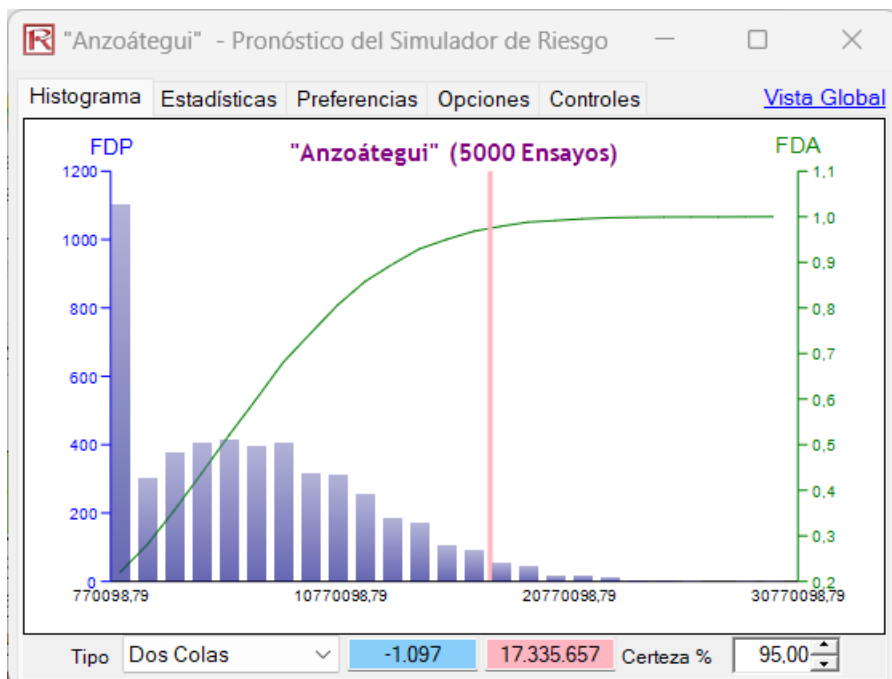 "Anzoátegui" - Pronóstico del Simulador de Riesgo
Histograma Estadísticas Preferencias Opciones Controles Vista Global
FDP "Anzoátegui" (5000 Ensayos) FDA
1200 1,1
1000 1,0
0,9
800 0,8
0,7
600 0,6
400 0,5
0,4
200 0,3
0 0,2
770098,79 10770098,79 20770098,79 30770098,79
Tipo Dos Colas -1.097 17.335.657 Certeza % 95,00